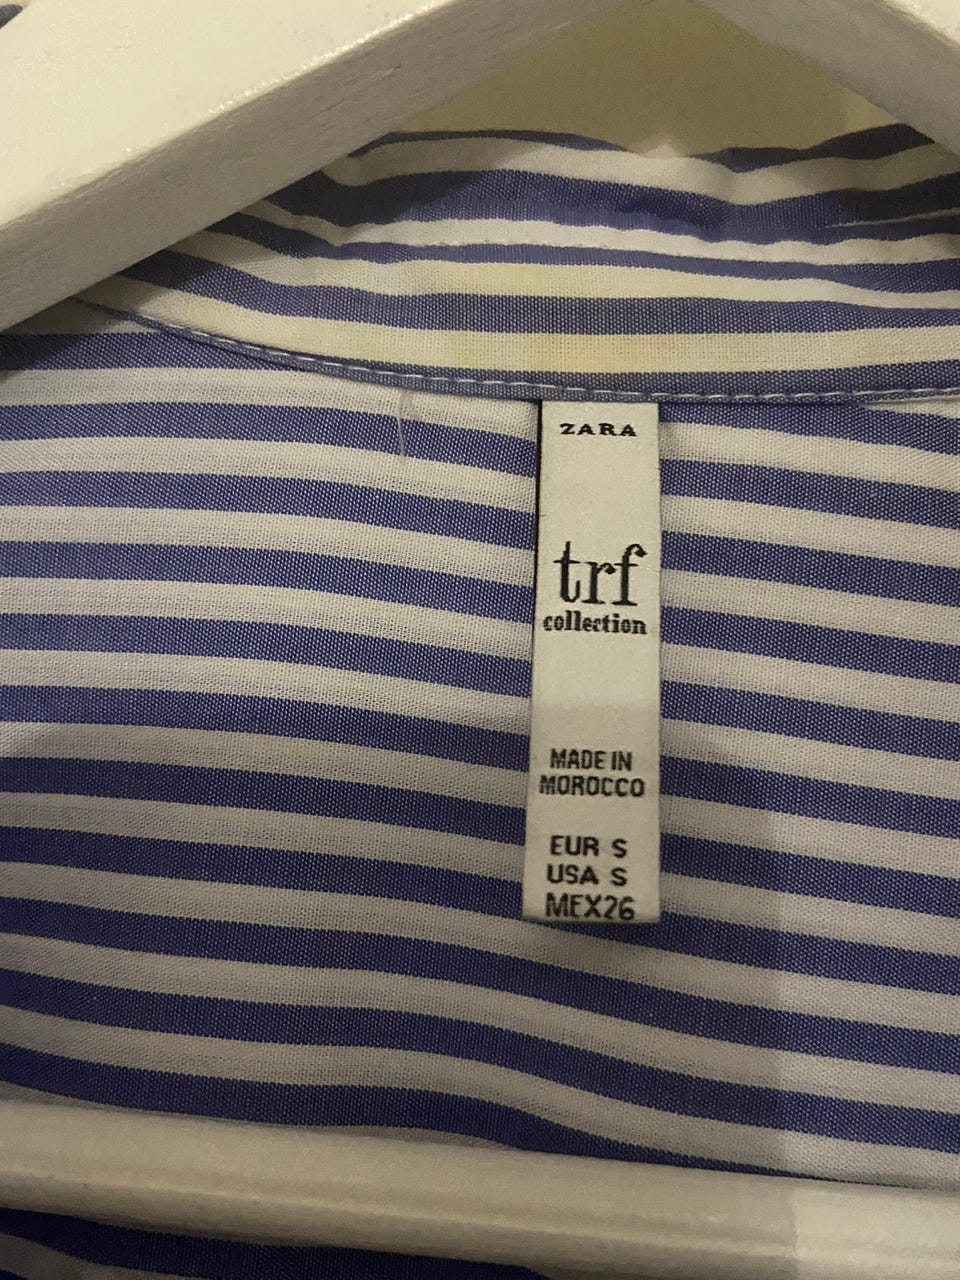 ZARA
trf
collection
MADE IN
MOROCCO
EUR S
USA S
MEX26